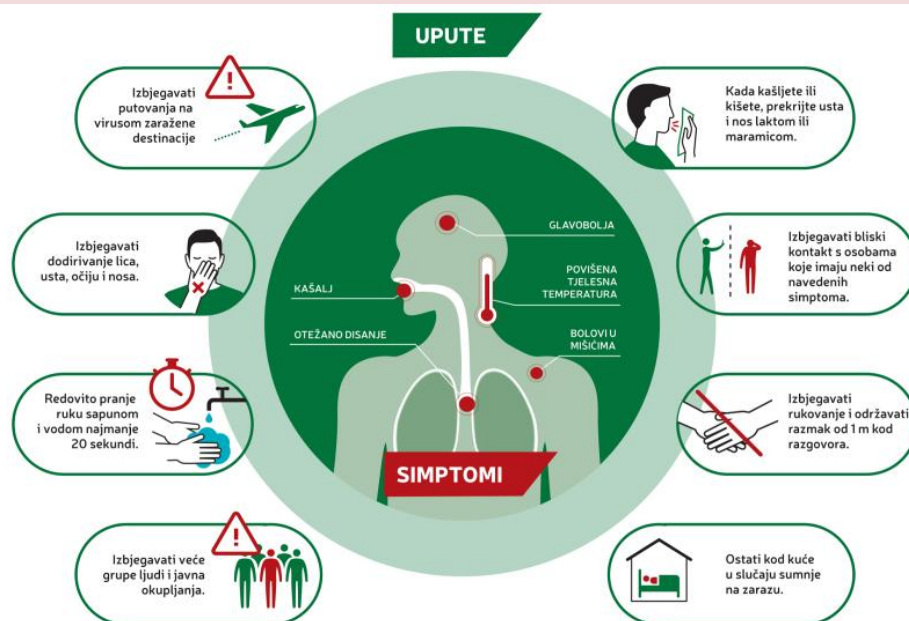 UPUTE
Izbjegavati
putovanja na
virusom zaražene
destinacije
Kada kašljete ili
kišete, prekrijte usta
i nos laktom ili
maramicom.
Izbjegavati
dodirivanje lica,
usta, očiju i nosa.
Izbjegavati bliski
kontakt s osobama
koje imaju neki od
navedenih
simptoma.
GLAVOBOLJA
KAŠALJ
POVIŠENA
TJELESNA
TEMPERATURA
OTEŽANO DISANJE
BOLOVI U
MIŠIĆIMA
SIMPTOMI
Redovito pranje
ruku sapunom
i vodom najmanje
20 sekundi.
Izbjegavati
rukovanje i održavati
razmak od 1 m kod
razgovora.
Izbjegavati veće
grupe ljudi i javna
okupljanja.
Ostati kod kuće
u slučaju sumnje
na zarazu.